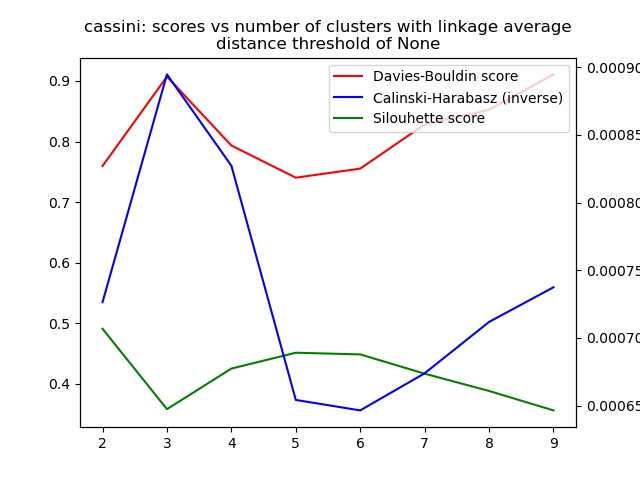 cassini: scores vs number of clusters with linkage average
distance threshold of None
Davies-Bouldin score
Calinski-Harabasz (inverse)
Silouhette score
0.9
0.8
0.7
0.6
0.5
0.4
0.00090
0.00085
0.00080
0.00075
0.00070
0.00065
2 3 4 5 6 7 8 9